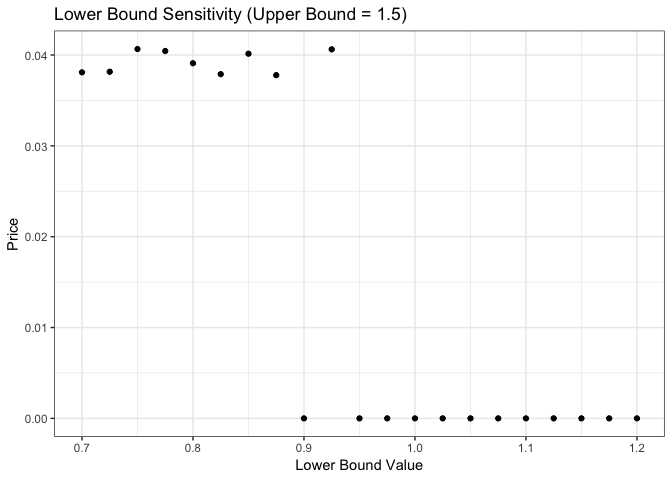 Lower Bound Sensitivity (Upper Bound = 1.5)
0.04
0.03
0.02
0.01
0.00
Price
0.7 0.8 0.9 1.0 1.1 1.2
Lower Bound Value